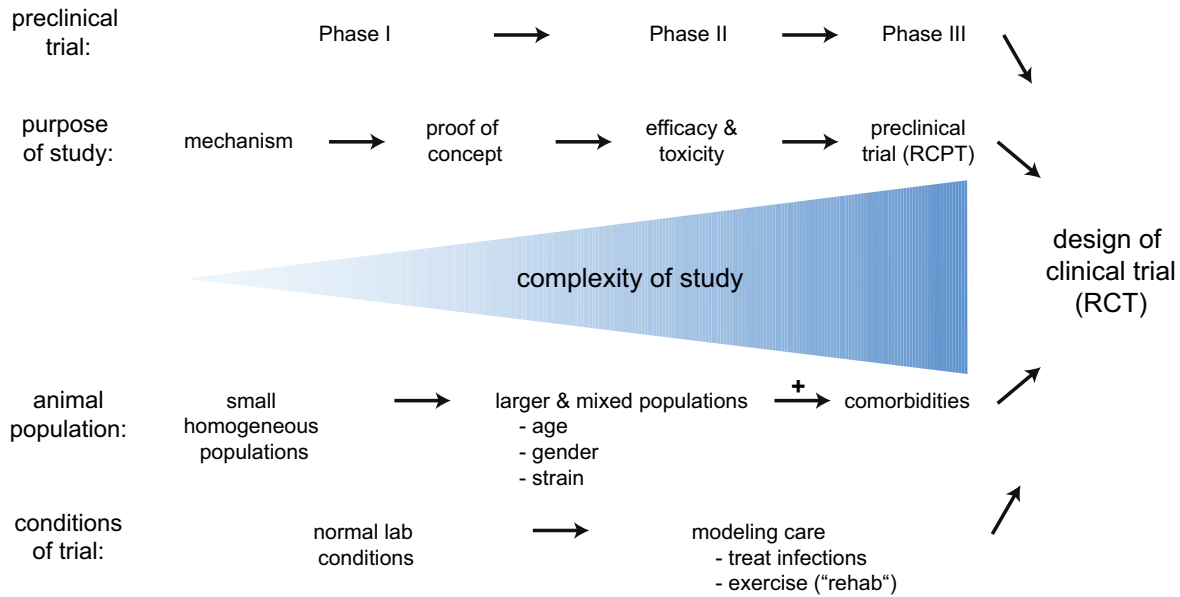 preclinical
trial:
Phase I
Phase II
Phase III
purpose
of study:
mechanism
proof of
concept
efficacy &
toxicity
preclinical
trial (RCPT)
complexity of study
design of
clinical trial
(RCT)
animal
population:
small
homogeneous
populations
larger & mixed populations
- age
- gender
- strain
+
comorbidities
conditions
of trial:
normal lab
conditions
modeling care
- treat infections
- exercise (“rehab“)